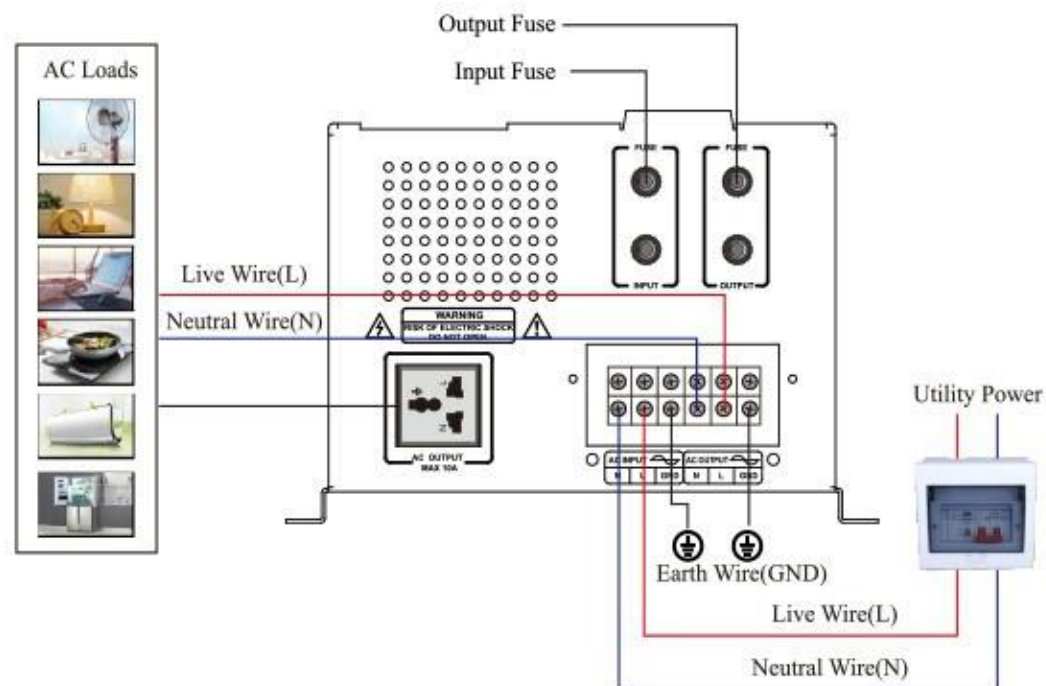 Output Fuse
Input Fuse
AC Loads
FUSE
FUSE
INPUT
OUTPUT
Live Wire(L)
Neutral Wire(N)
WARNING
RISK OF ELECTRIC SHOCK
DO NOT OPEN
L
N
AC OUTPUT
MAX 10A
AC INPUT
AC OUTPUT
N
L
GND
N
L
GND
Utility Power
Earth Wire(GND)
Live Wire(L)
Neutral Wire(N)